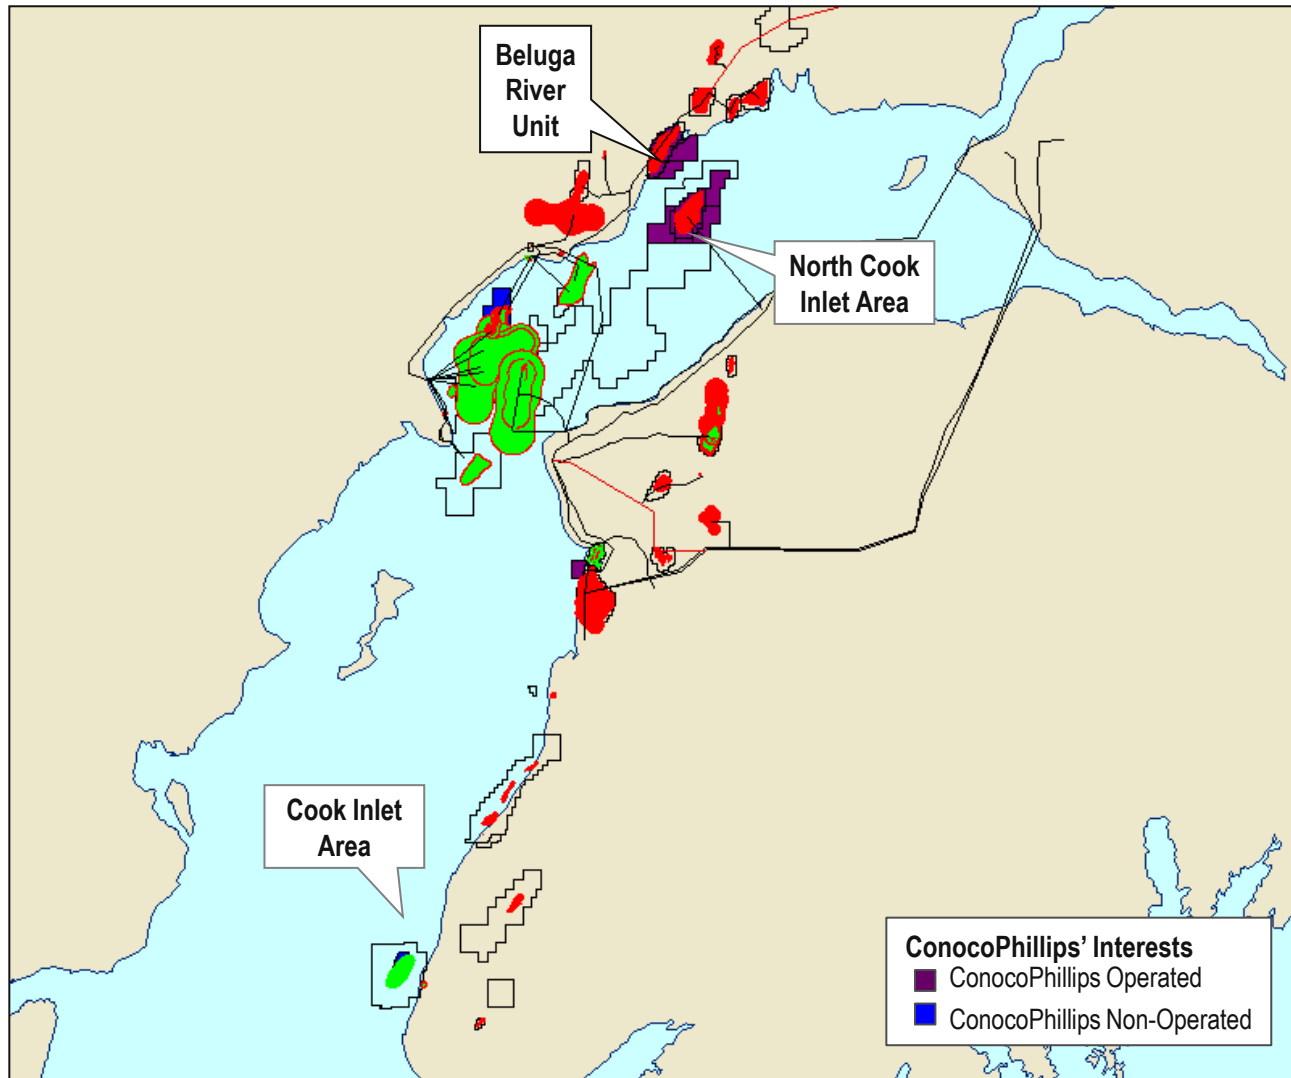 Beluga
River
Unit
North Cook
Inlet Area
Cook Inlet
Area
ConocoPhillips’ Interests
ConocoPhillips Operated
ConocoPhillips Non-Operated